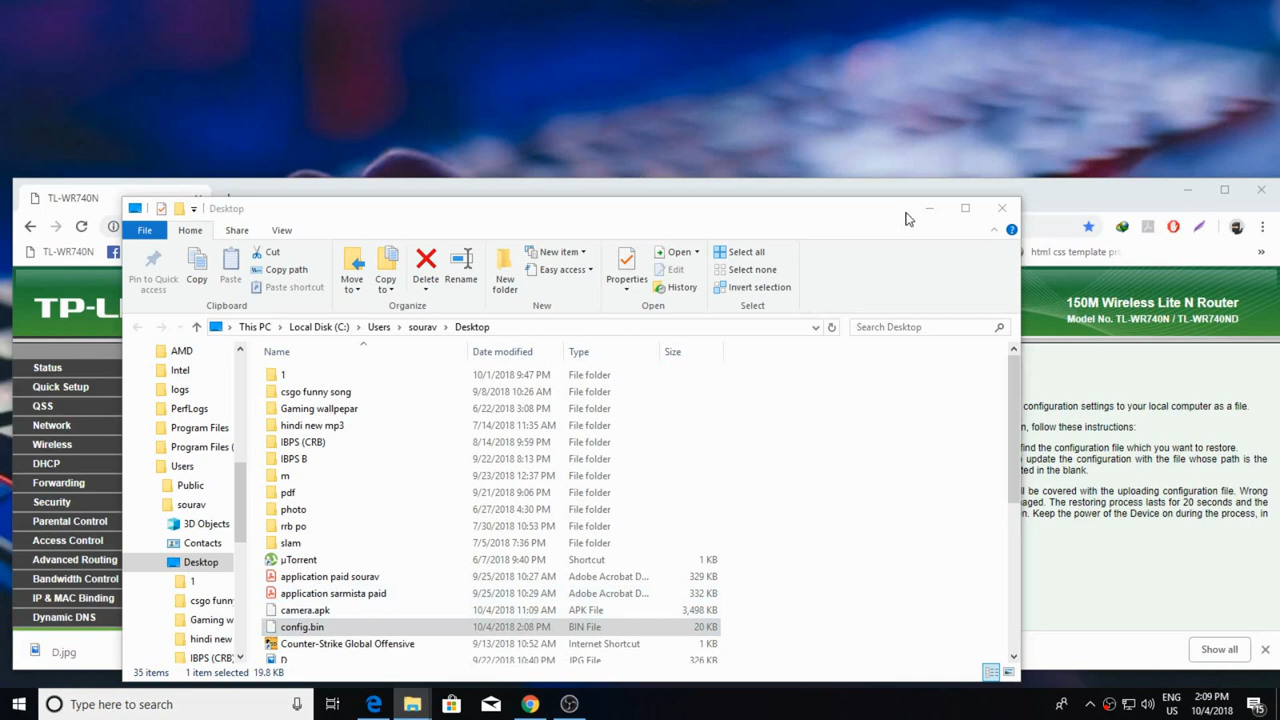 TL-WR740N
Desktop
TL-WR740N
html css template p
File
Home
Share
View
Pin to Quick
access
Copy
Paste
Cut
Copy path
Paste shortcut
Clipboard
Move
to
Copy
to
Delete
Rename
Organize
New
folder
New item
Easy access
New
Properties
Open
Edit
History
Open
Select all
Select none
Invert selection
Select
TP-L
150M Wireless Lite N Router
Model No. TL-WR740N / TL-WR740ND
This PC > Local Disk (C:) > Users > sourav > Desktop
Search Desktop
Status
Quick Setup
QSS
Network
Wireless
DHCP
Forwarding
Security
Parental Control
Access Control
Advanced Routing
Bandwidth Control
IP & MAC Binding
Dynamic DNS
AMD
Intel
logs
PerfLogs
Program Files
Program Files (
Users
Public
sourav
3D Objects
Contacts
Desktop
1
csgo funny
Gaming w
hindi new
IBPS (CRB)
Name Date modified Type Size
1 10/1/2018 9:47 PM File folder
csgo funny song 9/8/2018 10:26 AM File folder
Gaming wallpepar 6/22/2018 3:08 PM File folder
hindi new mp3 7/14/2018 11:35 AM File folder
IBPS (CRB) 8/14/2018 9:59 PM File folder
IBPS B 9/22/2018 8:13 PM File folder
m 9/23/2018 12:37 PM File folder
pdf 9/21/2018 9:06 PM File folder
photo 6/27/2018 4:30 PM File folder
rrb po 7/30/2018 10:53 PM File folder
slam 7/5/2018 7:36 PM File folder
µTorrent 6/7/2018 9:40 PM Shortcut 1 KB
application paid sourav 9/25/2018 10:27 AM Adobe Acrobat D... 329 KB
application sarmista paid 9/25/2018 10:29 AM Adobe Acrobat D... 332 KB
camera.apk 10/4/2018 11:09 AM APK File 3,498 KB
config.bin 10/4/2018 2:08 PM BIN File 20 KB
Counter-Strike Global Offensive 9/13/2018 10:52 AM Internet Shortcut 1 KB
D 9/22/2018 10:40 PM JPG File 326 KB
configuration settings to your local computer as a file.
n, follow these instructions:
find the configuration file which you want to restore.
update the configuration with the file whose path is the
ted in the blank.
l be covered with the uploading configuration file. Wrong
naged. The restoring process lasts for 20 seconds and the
n. Keep the power of the Device on during the process, in
35 items 1 item selected 19.8 KB
D.jpg
Show all
Type here to search
ENG
US
2:09 PM
10/4/2018
15